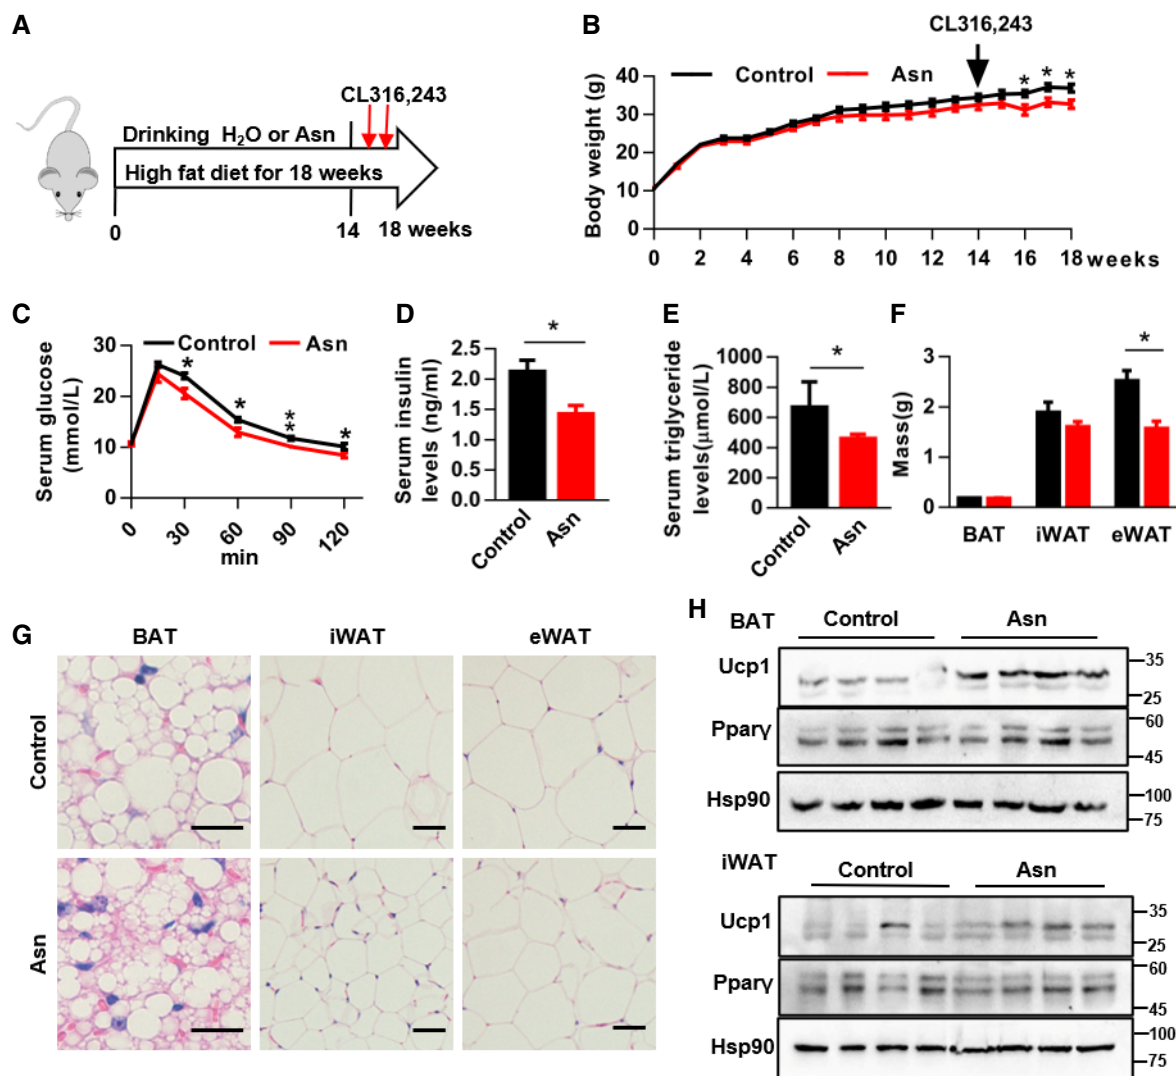 A
CL316,243
Drinking H₂O or Asn
High fat diet for 18 weeks
0
14
18 weeks
B
CL316,243
Control
Asn
Body weight (g)
40
30
20
10
0
0 2 4 6 8 10 12 14 16 18 weeks
* * *
C
Control
Asn
Serum glucose
(mmol/L)
30
20
10
0
* * * * *
0 30 60 90 120
min
D
*
Serum insulin
levels (ng/ml)
2.5
2.0
1.5
1.0
0.5
0.0
Control
Asn
E
*
Serum triglyceride
levels(μmol/L)
1000
800
600
400
200
0
Control
Asn
F
*
Mass(g)
3
2
1
0
BAT iWAT eWAT
G
BAT iWAT eWAT
Control
Asn
H
BAT
Control Asn
Ucp1
35
25
Pparγ
60
45
Hsp90
100
75
iWAT
Control Asn
Ucp1
35
25
Pparγ
60
45
Hsp90
100
75